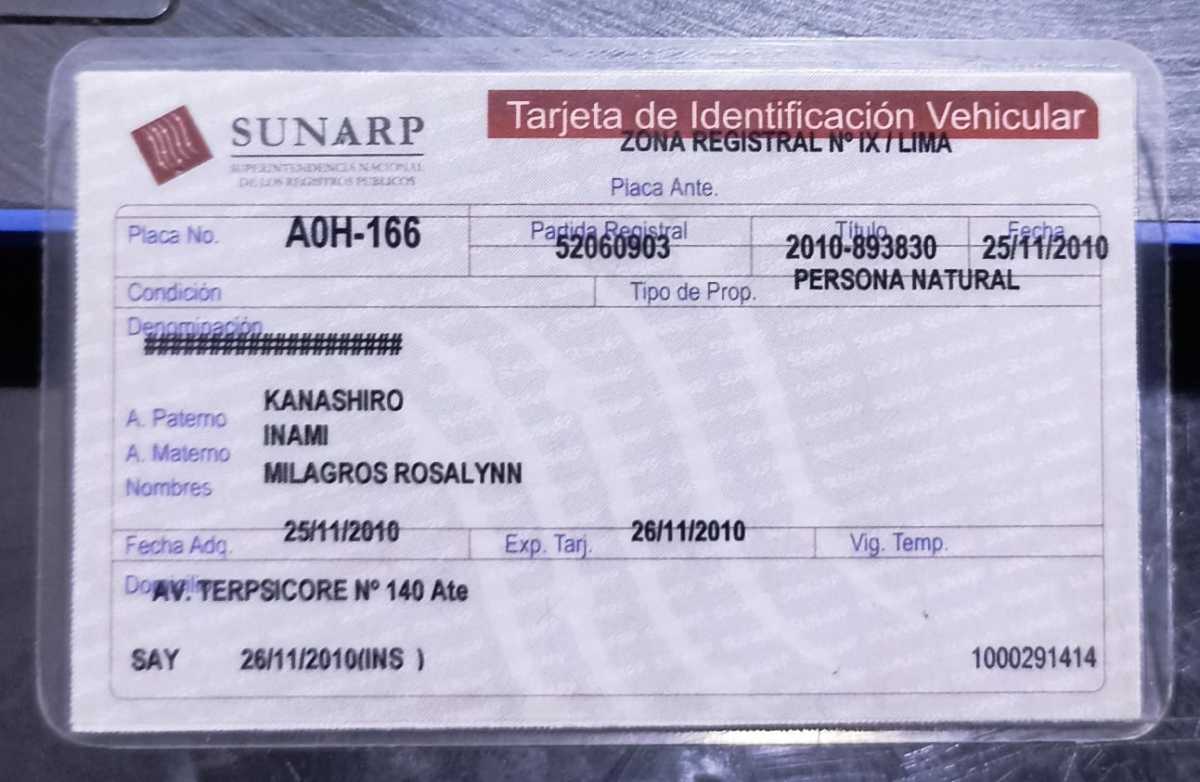 SUNARP
SUPERINTENDENCIA NACIONAL
DE LOS REGISTROS PUBLICOS
Tarjeta de Identificación Vehicular
ZONA REGISTRAL Nº IX / LIMA
Placa Ante.
Placa No. A0H-166 Partida Registral 52060903 Título 2010-893830 Fecha 25/11/2010
Condición Tipo de Prop. PERSONA NATURAL
Denominación
####################
A. Paterno KANASHIRO
A. Materno INAMI
Nombres MILAGROS ROSALYNN
Fecha Adq. 25/11/2010 Exp. Tarj. 26/11/2010 Vig. Temp.
Domicilio AV. TERPSICORE Nº 140 Ate
SAY 26/11/2010(INS ) 1000291414